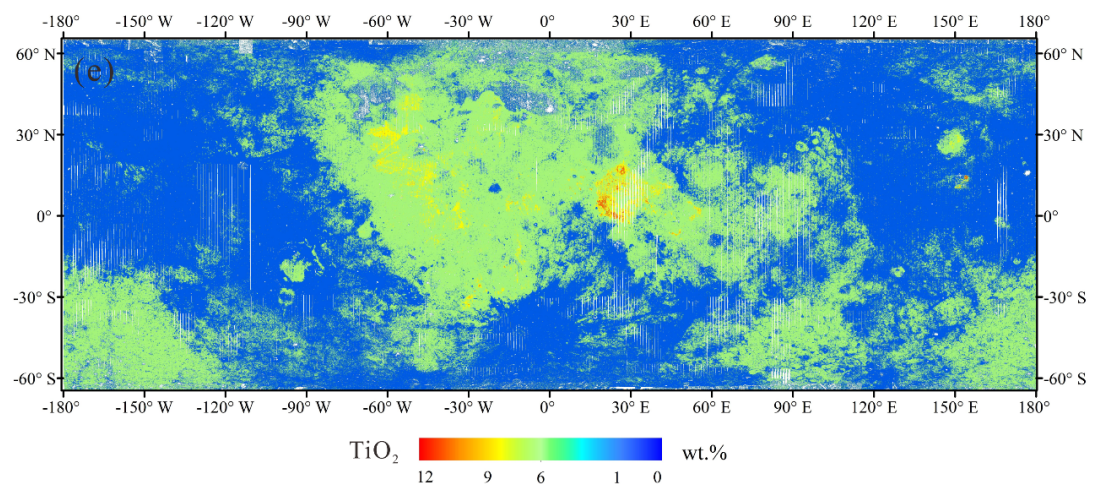 -180° -150° W -120° W -90° W -60° W -30° W 0° 30° E 60° E 90° E 120° E 150° E 180°
60° N (e) 60° N
30° N 30° N
0° 0°
-30° S -30° S
-60° S -60° S
-180° -150° W -120° W -90° W -60° W -30° W 0° 30° E 60° E 90° E 120° E 150° E 180°
TiO₂ wt.%
12 9 6 1 0